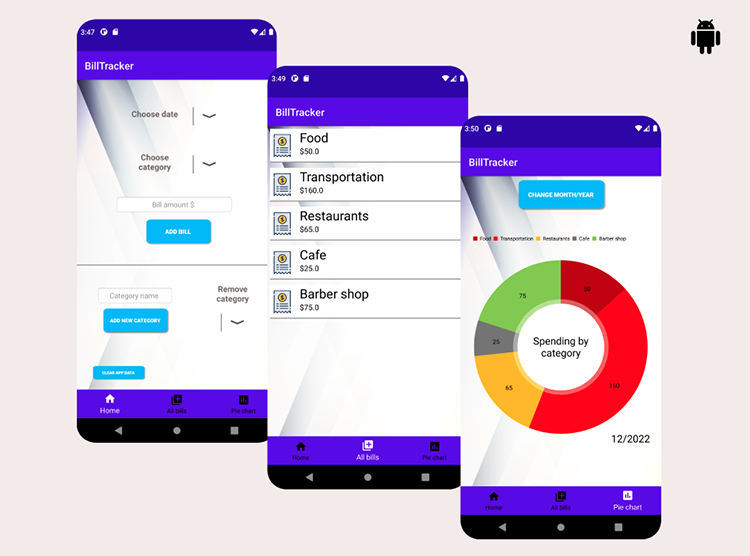 3:47
BillTracker
Choose date
Choose
category
Bill amount $
ADD BILL
Category name
Remove
category
ADD NEW CATEGORY
CLEAR APP DATA
Home
All bills
Pie chart
3:49
BillTracker
Food
$50.0
Transportation
$160.0
Restaurants
$65.0
Cafe
$25.0
Barber shop
$75.0
Home
All bills
Pie chart
3:50
BillTracker
CHANGE MONTH/YEAR
Food Transportation Restaurants Cafe Barber shop
75
50
25
Spending by
category
65
160
12/2022
Home
All bills
Pie chart